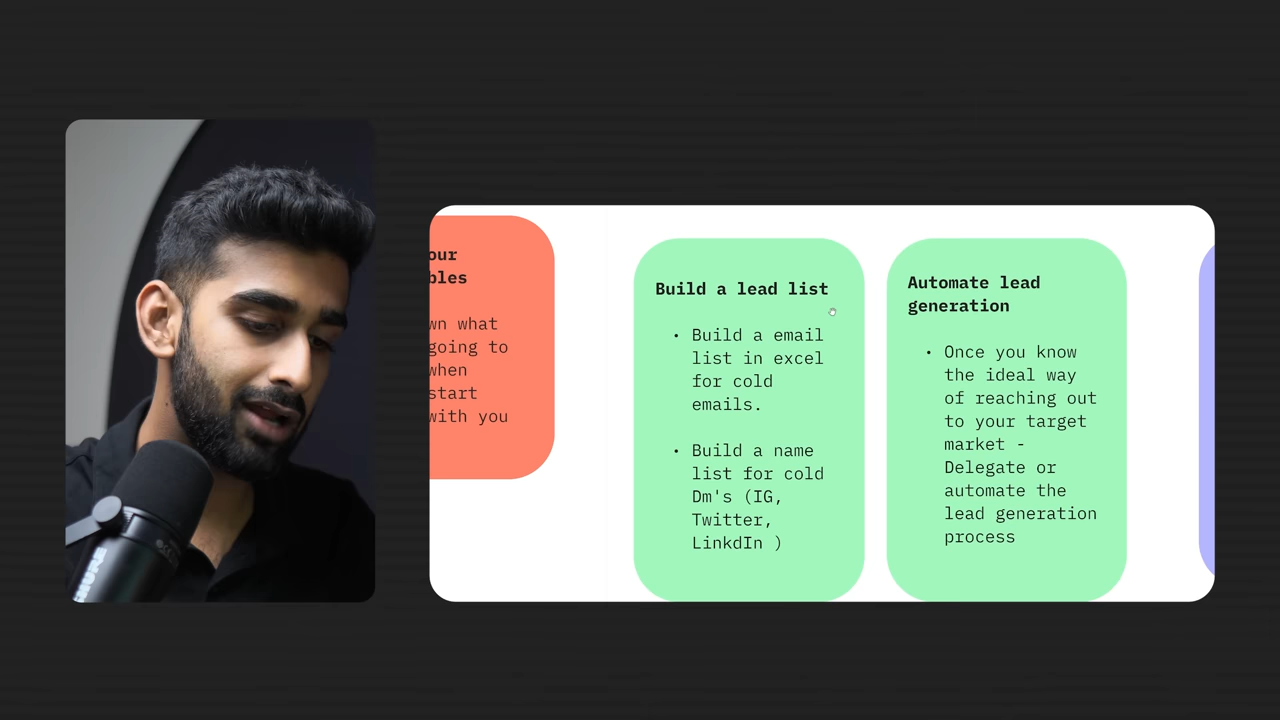 our
bles
wn what
going to
when
start
with you
Build a lead list
• Build a email
list in excel
for cold
emails.
• Build a name
list for cold
Dm's (IG,
Twitter,
LinkdIn )
Automate lead
generation
• Once you know
the ideal way
of reaching out
to your target
market -
Delegate or
automate the
lead generation
process